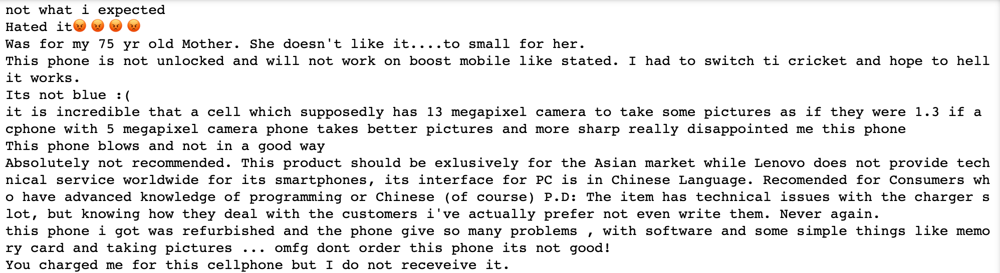 not what i expected
Hated it😡😡😡😡
Was for my 75 yr old Mother. She doesn't like it....to small for her.
This phone is not unlocked and will not work on boost mobile like stated. I had to switch ti cricket and hope to hell
it works.
Its not blue :(
it is incredible that a cell which supposedly has 13 megapixel camera to take some pictures as if they were 1.3 if a
cphone with 5 megapixel camera phone takes better pictures and more sharp really disappointed me this phone
This phone blows and not in a good way
Absolutely not recommended. This product should be exlusively for the Asian market while Lenovo does not provide tech
nical service worldwide for its smartphones, its interface for PC is in Chinese Language. Recomended for Consumers wh
o have advanced knowledge of programming or Chinese (of course) P.D: The item has technical issues with the charger s
lot, but knowing how they deal with the customers i've actually prefer not even write them. Never again.
this phone i got was refurbished and the phone give so many problems , with software and some simple things like memo
ry card and taking pictures ... omfg dont order this phone its not good!
You charged me for this cellphone but I do not receveive it.